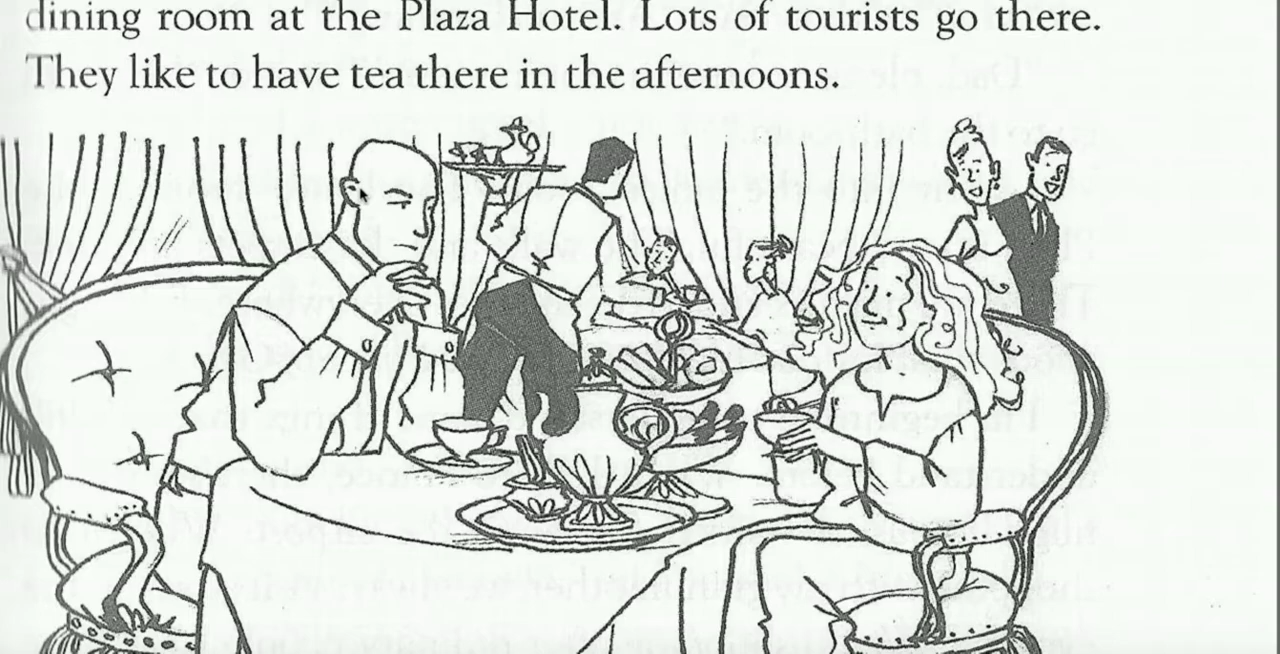 dining room at the Plaza Hotel. Lots of tourists go there.
They like to have tea there in the afternoons.